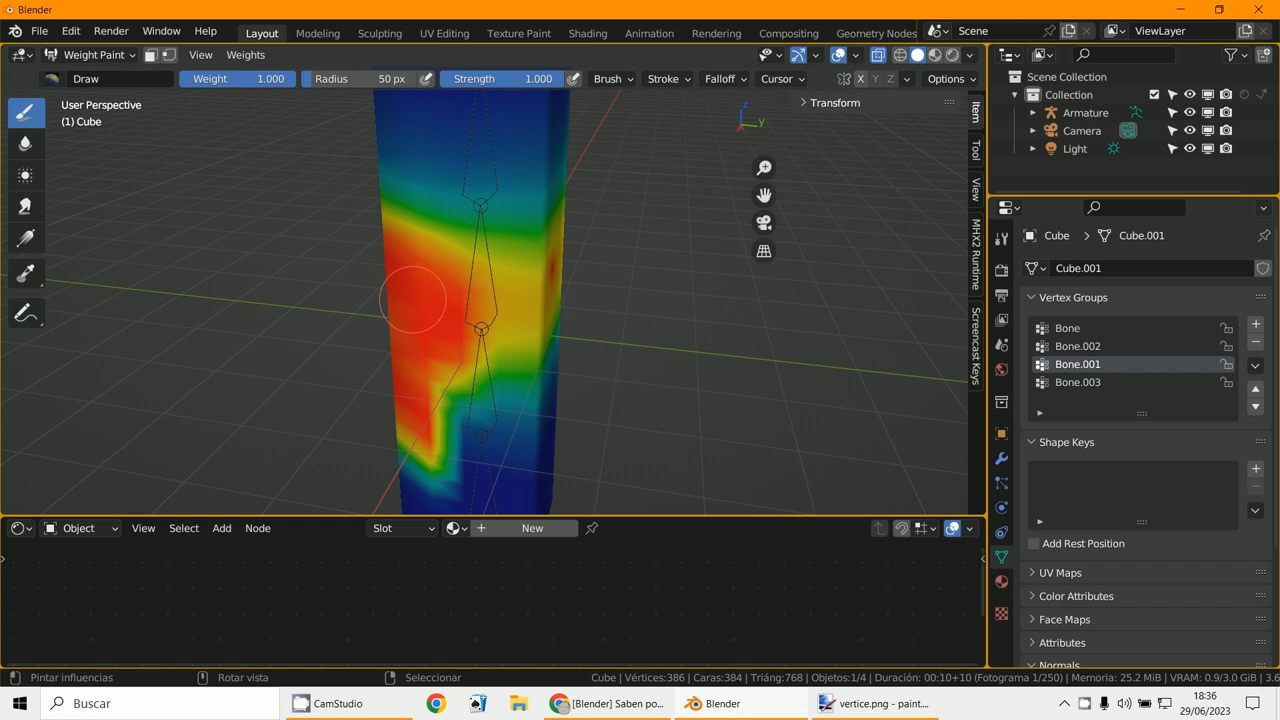 Blender
File Edit Render Window Help Layout Modeling Sculpting UV Editing Texture Paint Shading Animation Rendering Compositing Geometry Nodes Scene ViewLayer
Weight Paint View Weights
Draw Weight 1.000 Radius 50 px Strength 1.000 Brush Stroke Falloff Cursor X Y Z Options
User Perspective
(1) Cube
Transform
z
y
Item
Tool
View
MHX2 Runtime
Screencast Keys
Scene Collection
Collection
Armature
Camera
Light
Cube Cube.001
Cube.001
Vertex Groups
Bone
Bone.002
Bone.001
Bone.003
Shape Keys
Add Rest Position
UV Maps
Color Attributes
Face Maps
Attributes
Normals
Object View Select Add Node Slot New
Pintar influencias Rotar vista Seleccionar Cube | Vértices:386 | Caras:384 | Triáng:768 | Objetos:1/4 | Duración: 00:10+10 (Fotograma 1/250) | Memoria: 25.2 MiB | VRAM: 0.9/3.0 GiB | 3.6
Buscar CamStudio [Blender] Saben po... Blender vertice.png - paint.... 18:36
29/06/2023